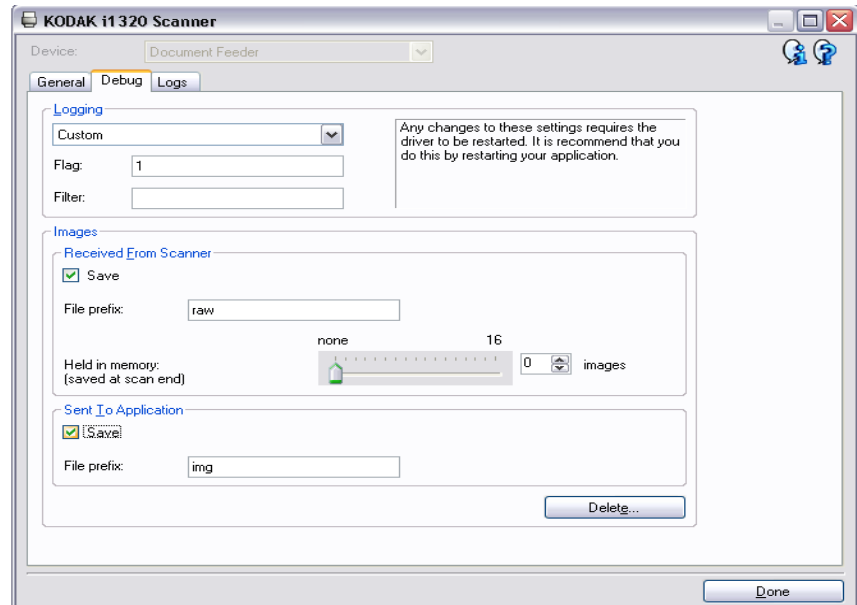 KODAK i1320 Scanner
Device: Document Feeder
General Debug Logs
Logging
Custom
Any changes to these settings requires the
driver to be restarted. It is recommend that you
do this by restarting your application.
Flag: 1
Filter:
Images
Received From Scanner
Save
File prefix: raw
none 16
Held in memory: 0 images
(saved at scan end)
Sent To Application
Save
File prefix: img
Delete...
Done